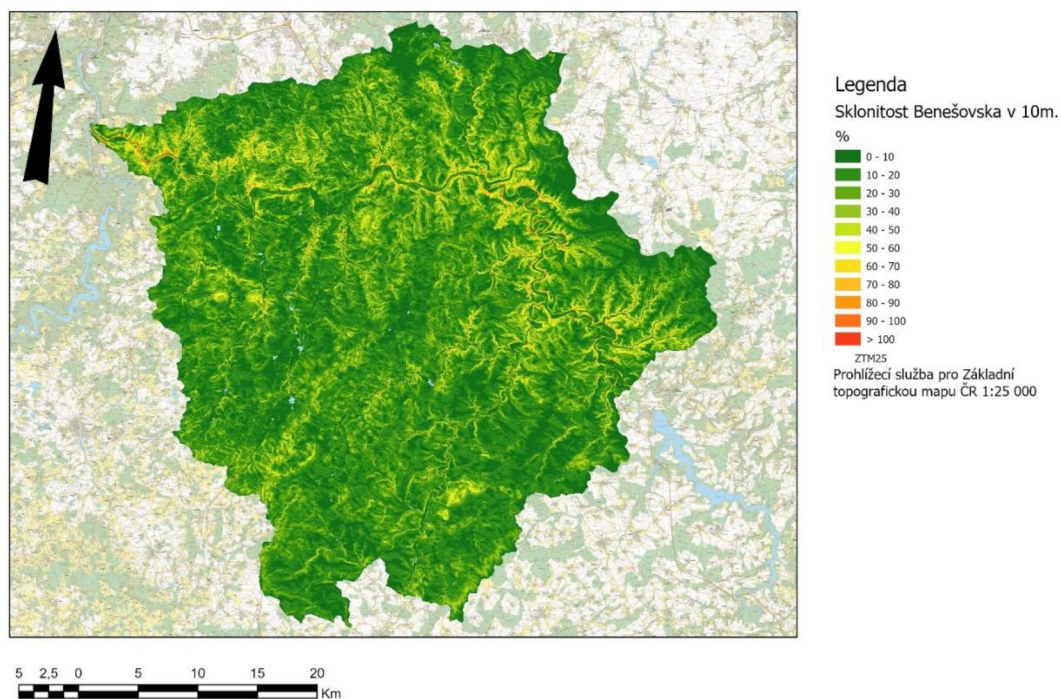 Legenda
Sklonitost Benešovska v 10m.
%
0 - 10
10 - 20
20 - 30
30 - 40
40 - 50
50 - 60
60 - 70
70 - 80
80 - 90
90 - 100
> 100
ZTM25
Prohlížecí služba pro Základní
topografickou mapu ČR 1:25 000
5 2,5 0 5 10 15 20
Km